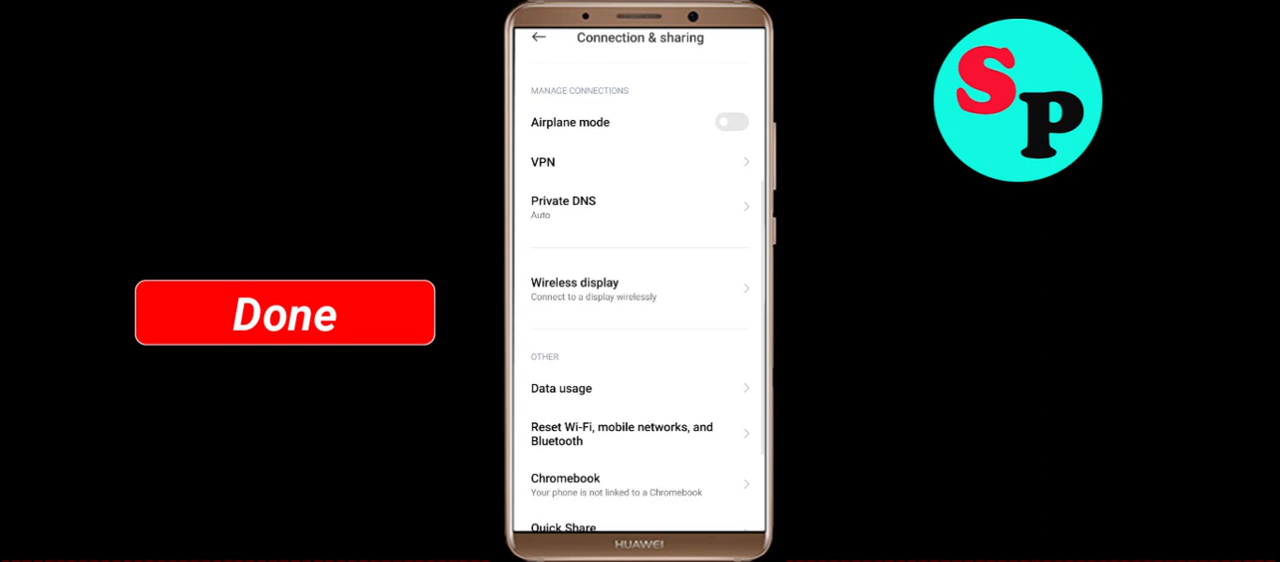 Connection & sharing
MANAGE CONNECTIONS
Airplane mode
VPN
Private DNS
Auto
Wireless display
Connect to a display wirelessly
OTHER
Data usage
Reset Wi-Fi, mobile networks, and
Bluetooth
Chromebook
Your phone is not linked to a Chromebook
Quick Share
HUAWEI
Done
SP